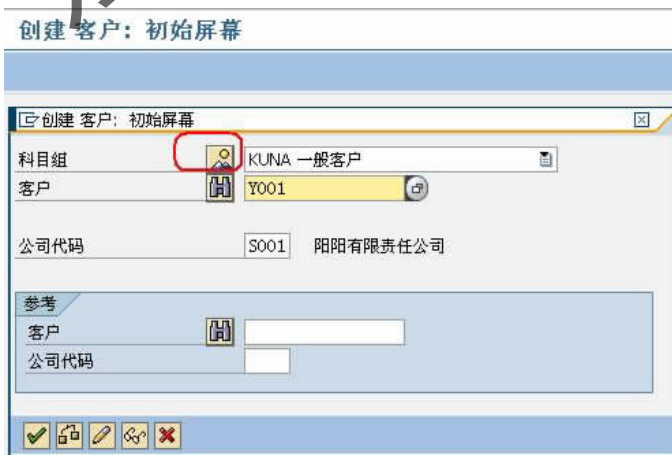 创建 客户: 初始屏幕
创建 客户: 初始屏幕
科目组 KUNA 一般客户
客户 Y001
公司代码 S001 阳阳有限责任公司
参考
客户
公司代码